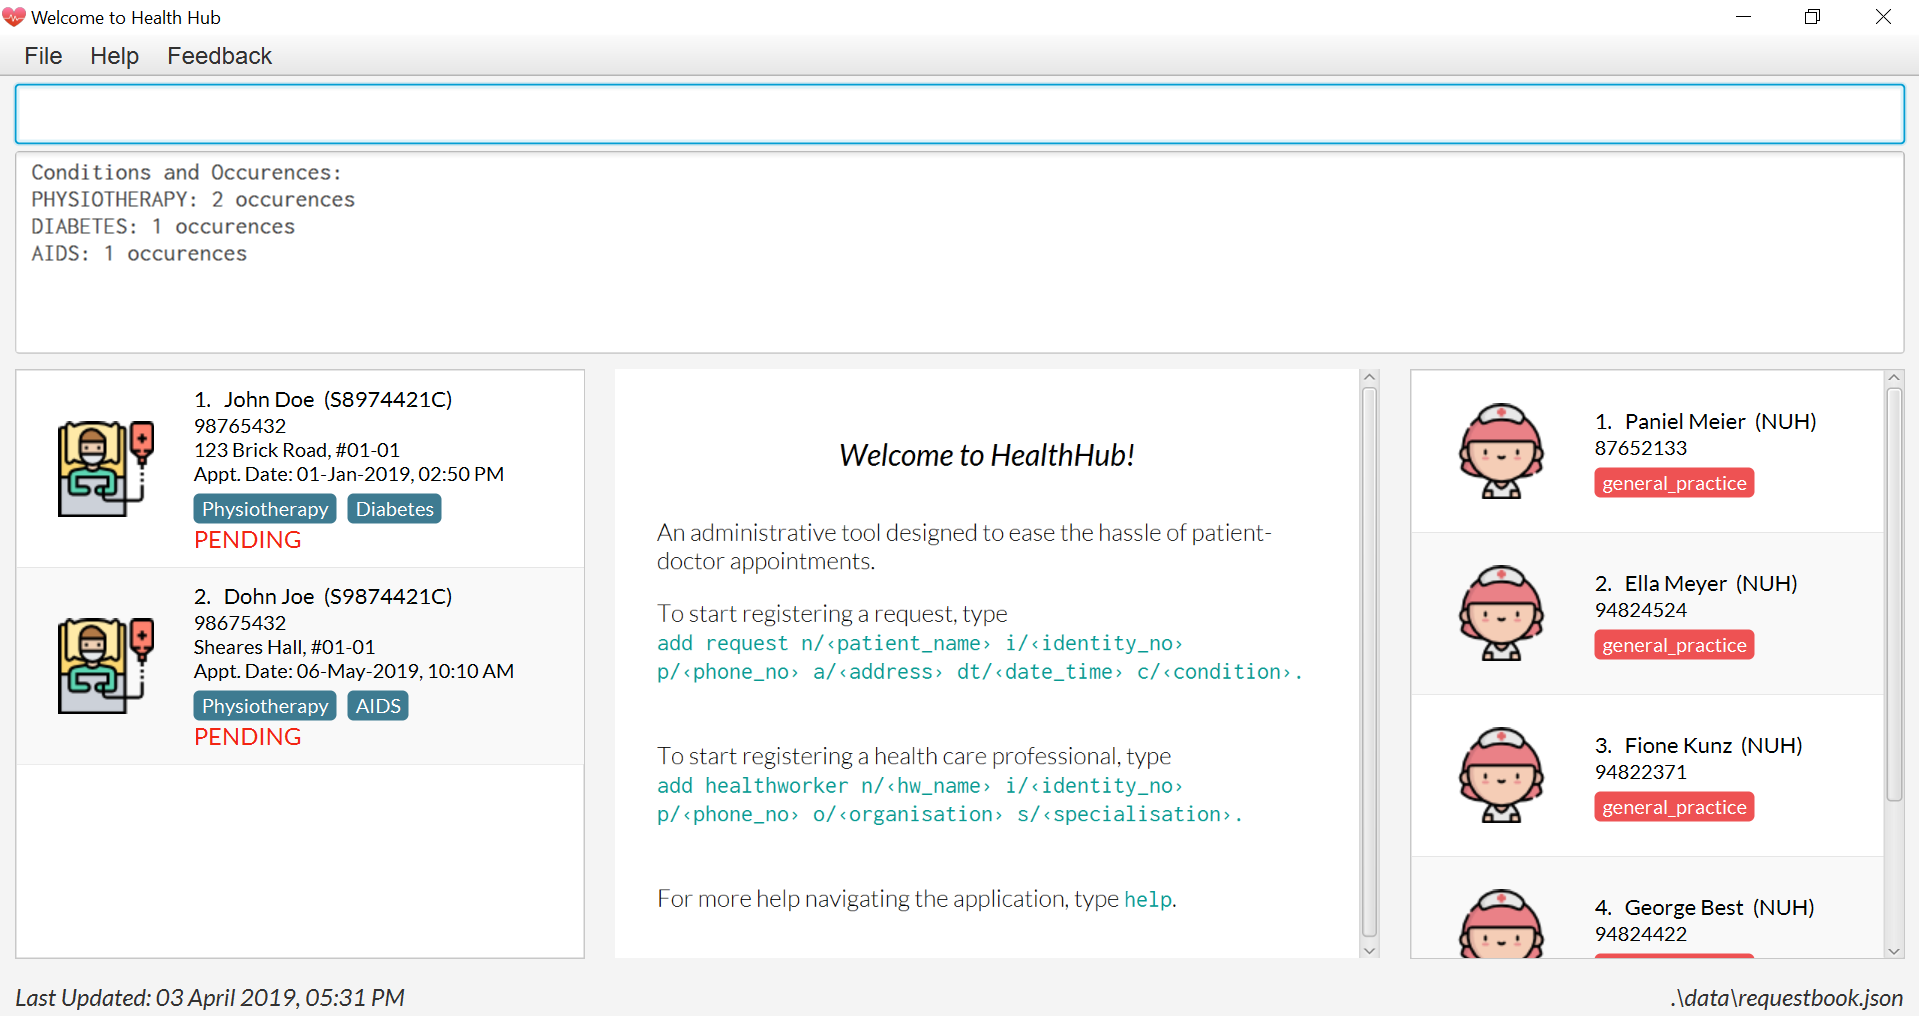 Welcome to Health Hub
File Help Feedback
Conditions and Occurences:
PHYSIOTHERAPY: 2 occurences
DIABETES: 1 occurences
AIDS: 1 occurences
1. John Doe (S8974421C)
98765432
123 Brick Road, #01-01
Appt. Date: 01-Jan-2019, 02:50 PM
Physiotherapy Diabetes
PENDING
2. Dohn Joe (S9874421C)
98675432
Sheares Hall, #01-01
Appt. Date: 06-May-2019, 10:10 AM
Physiotherapy AIDS
PENDING
Welcome to HealthHub!
An administrative tool designed to ease the hassle of patient-
doctor appointments.
To start registering a request, type
add request n/‹patient_name› i/‹identity_no›
p/‹phone_no› a/‹address› dt/‹date_time› c/‹condition›.
To start registering a health care professional, type
add healthworker n/‹hw_name› i/‹identity_no›
p/‹phone_no› o/‹organisation› s/‹specialisation›.
For more help navigating the application, type help.
1. Paniel Meier (NUH)
87652133
general_practice
2. Ella Meyer (NUH)
94824524
general_practice
3. Fione Kunz (NUH)
94822371
general_practice
4. George Best (NUH)
94824422
Last Updated: 03 April 2019, 05:31 PM
.\data\requestbook.json